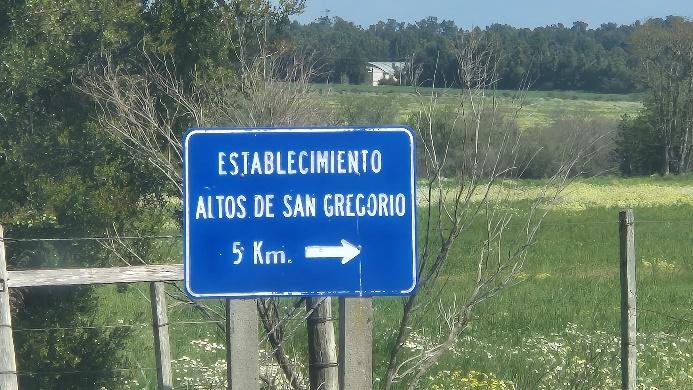 ESTABLECIMIENTO
ALTOS DE SAN GREGORIO
5 Km.